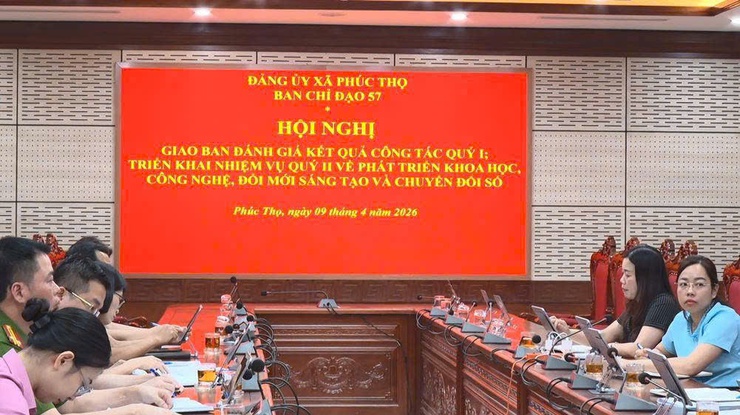 ĐẢNG ỦY XÃ PHÚC THỌ
BAN CHỈ ĐẠO 57
HỘI NGHỊ
GIAO BAN ĐÁNH GIÁ KẾT QUẢ CÔNG TÁC QUÝ I;
TRIỂN KHAI NHIỆM VỤ QUÝ II VỀ PHÁT TRIỂN KHOA HỌC,
CÔNG NGHỆ, ĐỔI MỚI SÁNG TẠO VÀ CHUYỂN ĐỔI SỐ
Phúc Thọ, ngày 09 tháng 4 năm 2026